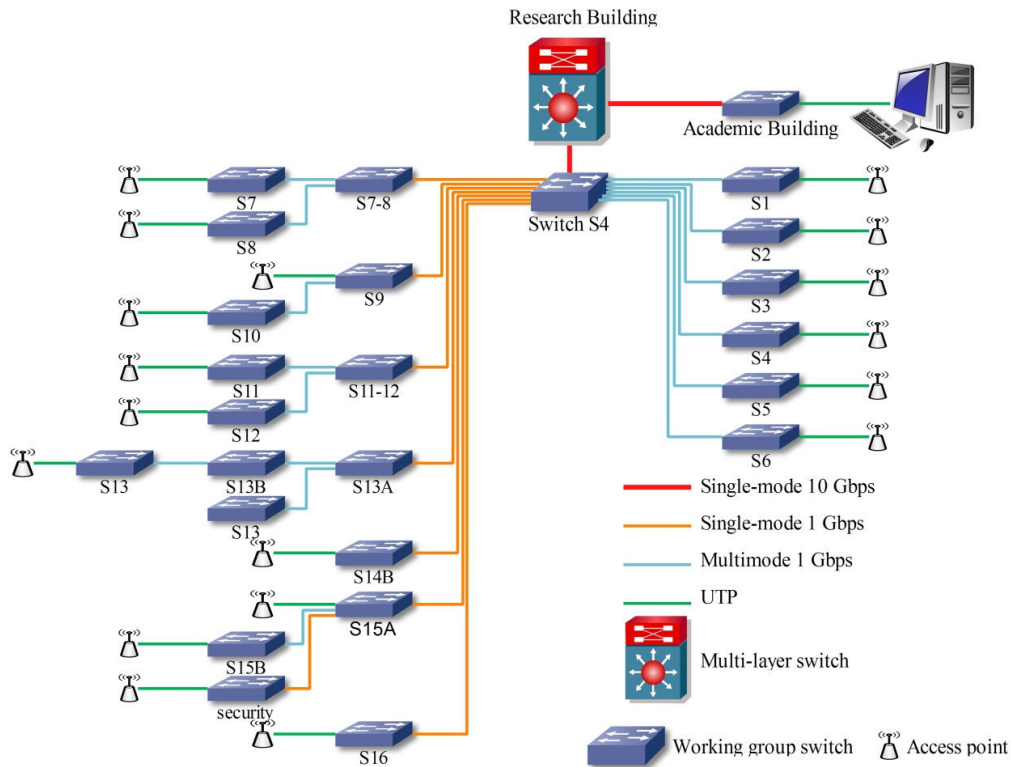 Research Building
Academic Building
S7
S7-8
Switch S4
S1
S8
S2
S9
S3
S10
S4
S11
S11-12
S5
S12
S6
S13
S13B
S13A
S13
Single-mode 10 Gbps
Single-mode 1 Gbps
S14B
Multimode 1 Gbps
UTP
S15A
S15B
Multi-layer switch
security
S16
Working group switch
Access point